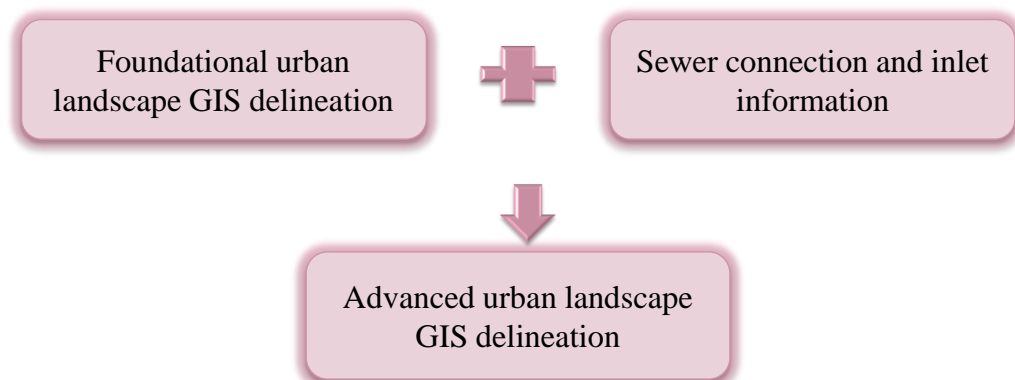 Foundational urban
landscape GIS delineation
Sewer connection and inlet
information
Advanced urban landscape
GIS delineation